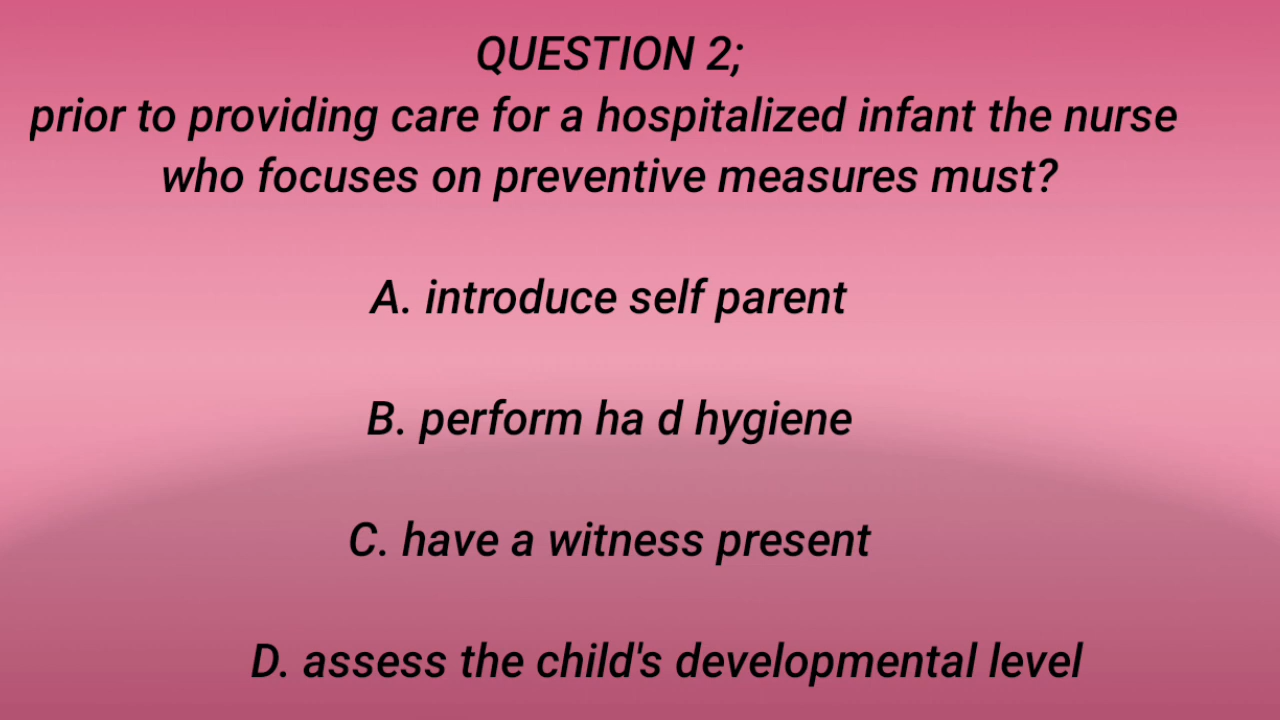 QUESTION 2;
prior to providing care for a hospitalized infant the nurse
who focuses on preventive measures must?
A. introduce self parent
B. perform ha d hygiene
C. have a witness present
D. assess the child's developmental level